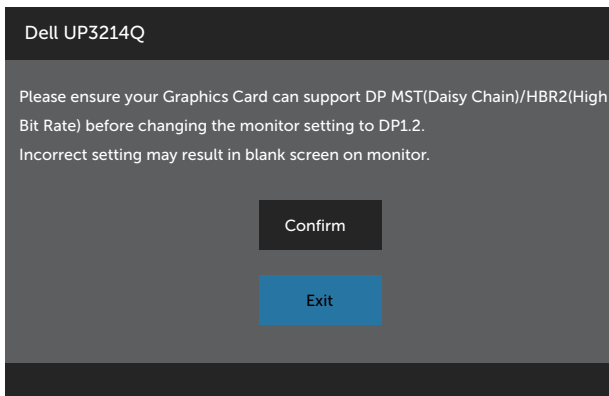 Dell UP3214Q
Please ensure your Graphics Card can support DP MST(Daisy Chain)/HBR2(High
Bit Rate) before changing the monitor setting to DP1.2.
Incorrect setting may result in blank screen on monitor.
Confirm
Exit